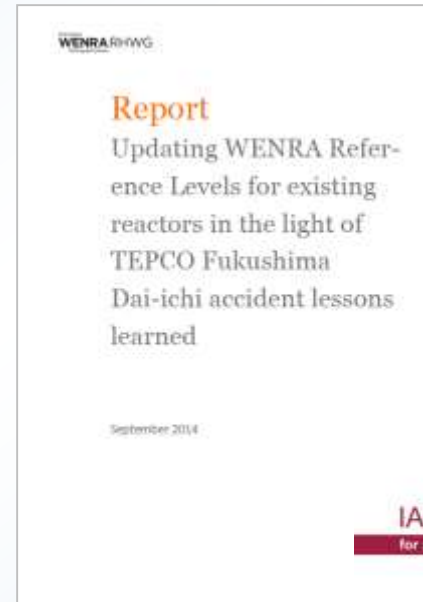 WENRA RHWG
Report
Updating WENRA Refer-
ence Levels for existing
reactors in the light of
TEPCO Fukushima
Dai-ichi accident lessons
learned
September 2014
IA
for